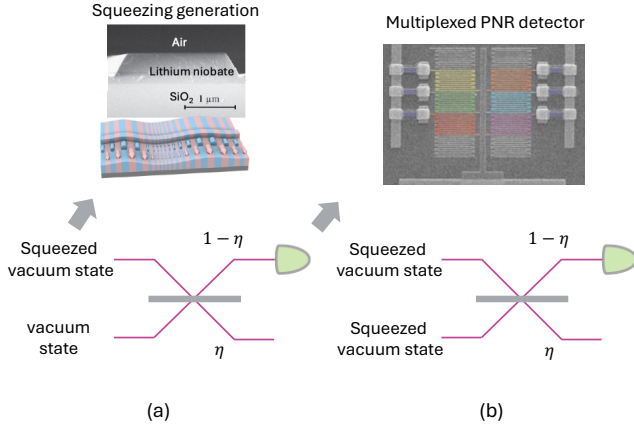 Squeezing generation
Air
Lithium niobate
SiO₂ 1 μm
Multiplexed PNR detector
Squeezed
vacuum state
vacuum
state
1 − η
η
(a)
Squeezed
vacuum state
Squeezed
vacuum state
1 − η
η
(b)